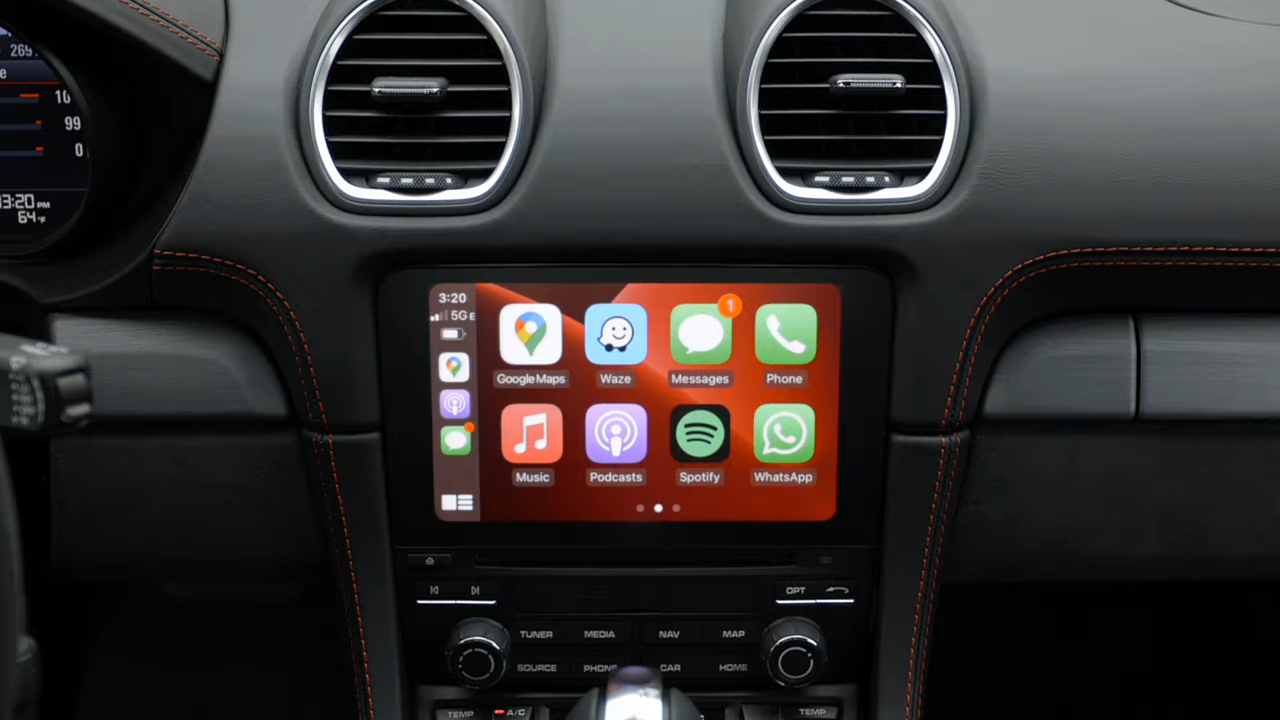 269
e
10
99
0
3:20 PM
64 °F
3:20
5G E
1
Google Maps
Waze
Messages
Phone
Music
Podcasts
Spotify
WhatsApp
OPT
TUNER
MEDIA
NAV
MAP
SOURCE
PHONE
CAR
HOME
TEMP
A/C
TEMP